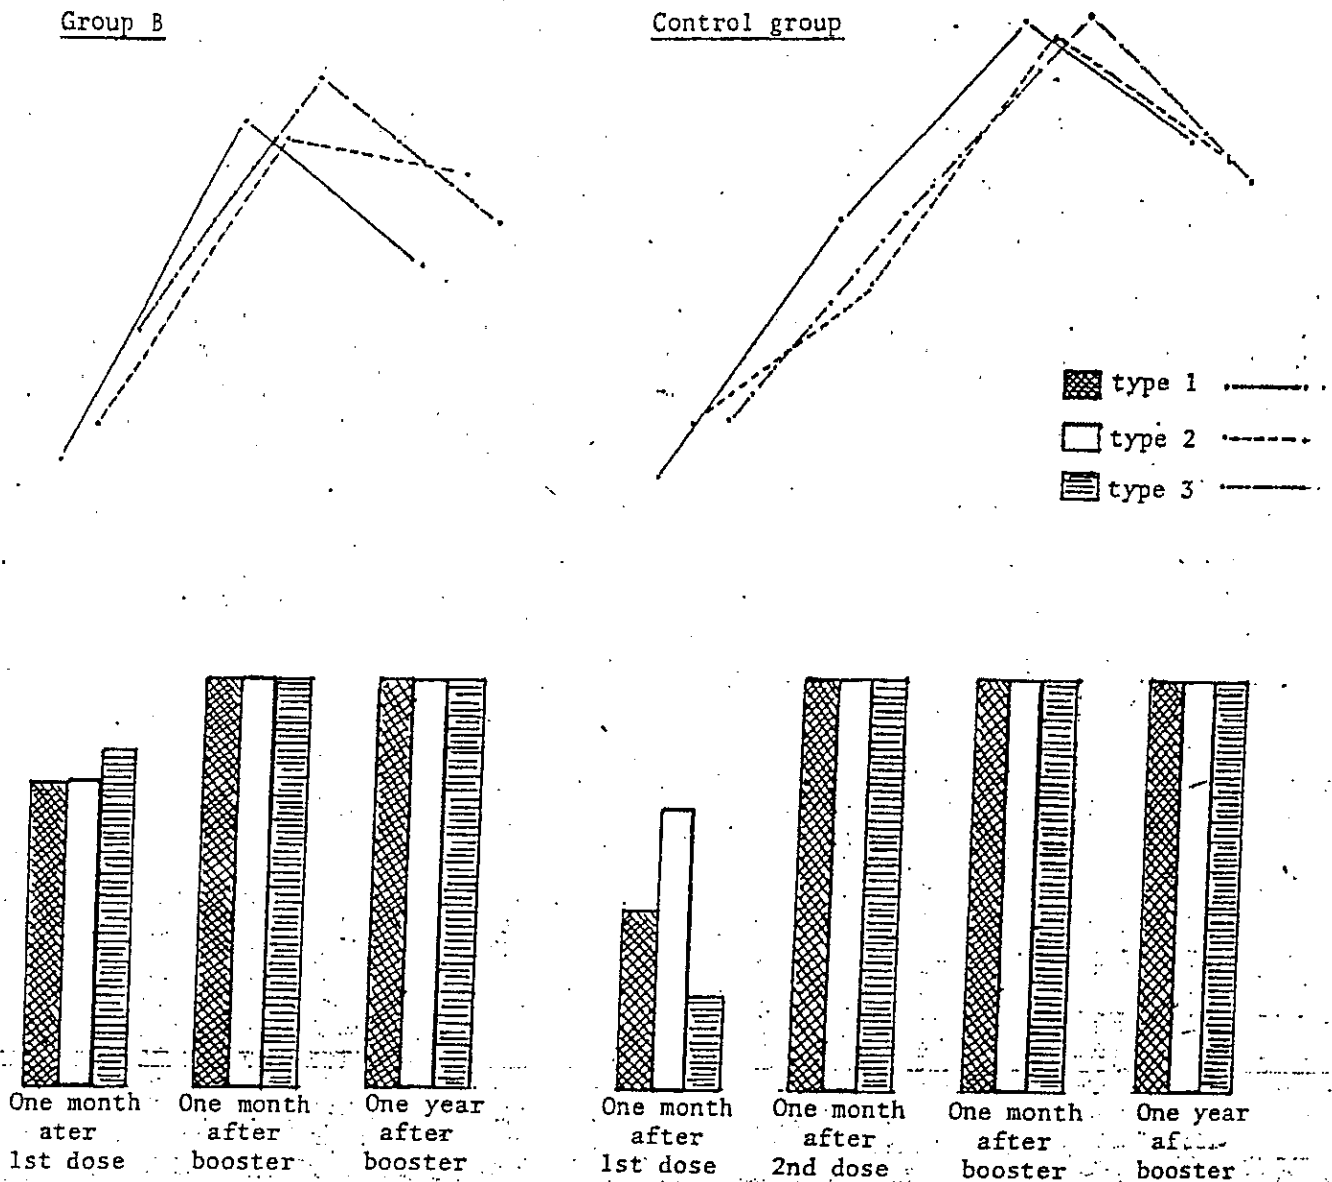 Group B
Control group
type 1
type 2
type 3
One month
ater
1st dose
One month
after
booster
One year
after
booster
One month
after
1st dose
One month
after
2nd dose
One month
after
booster
One year
booster